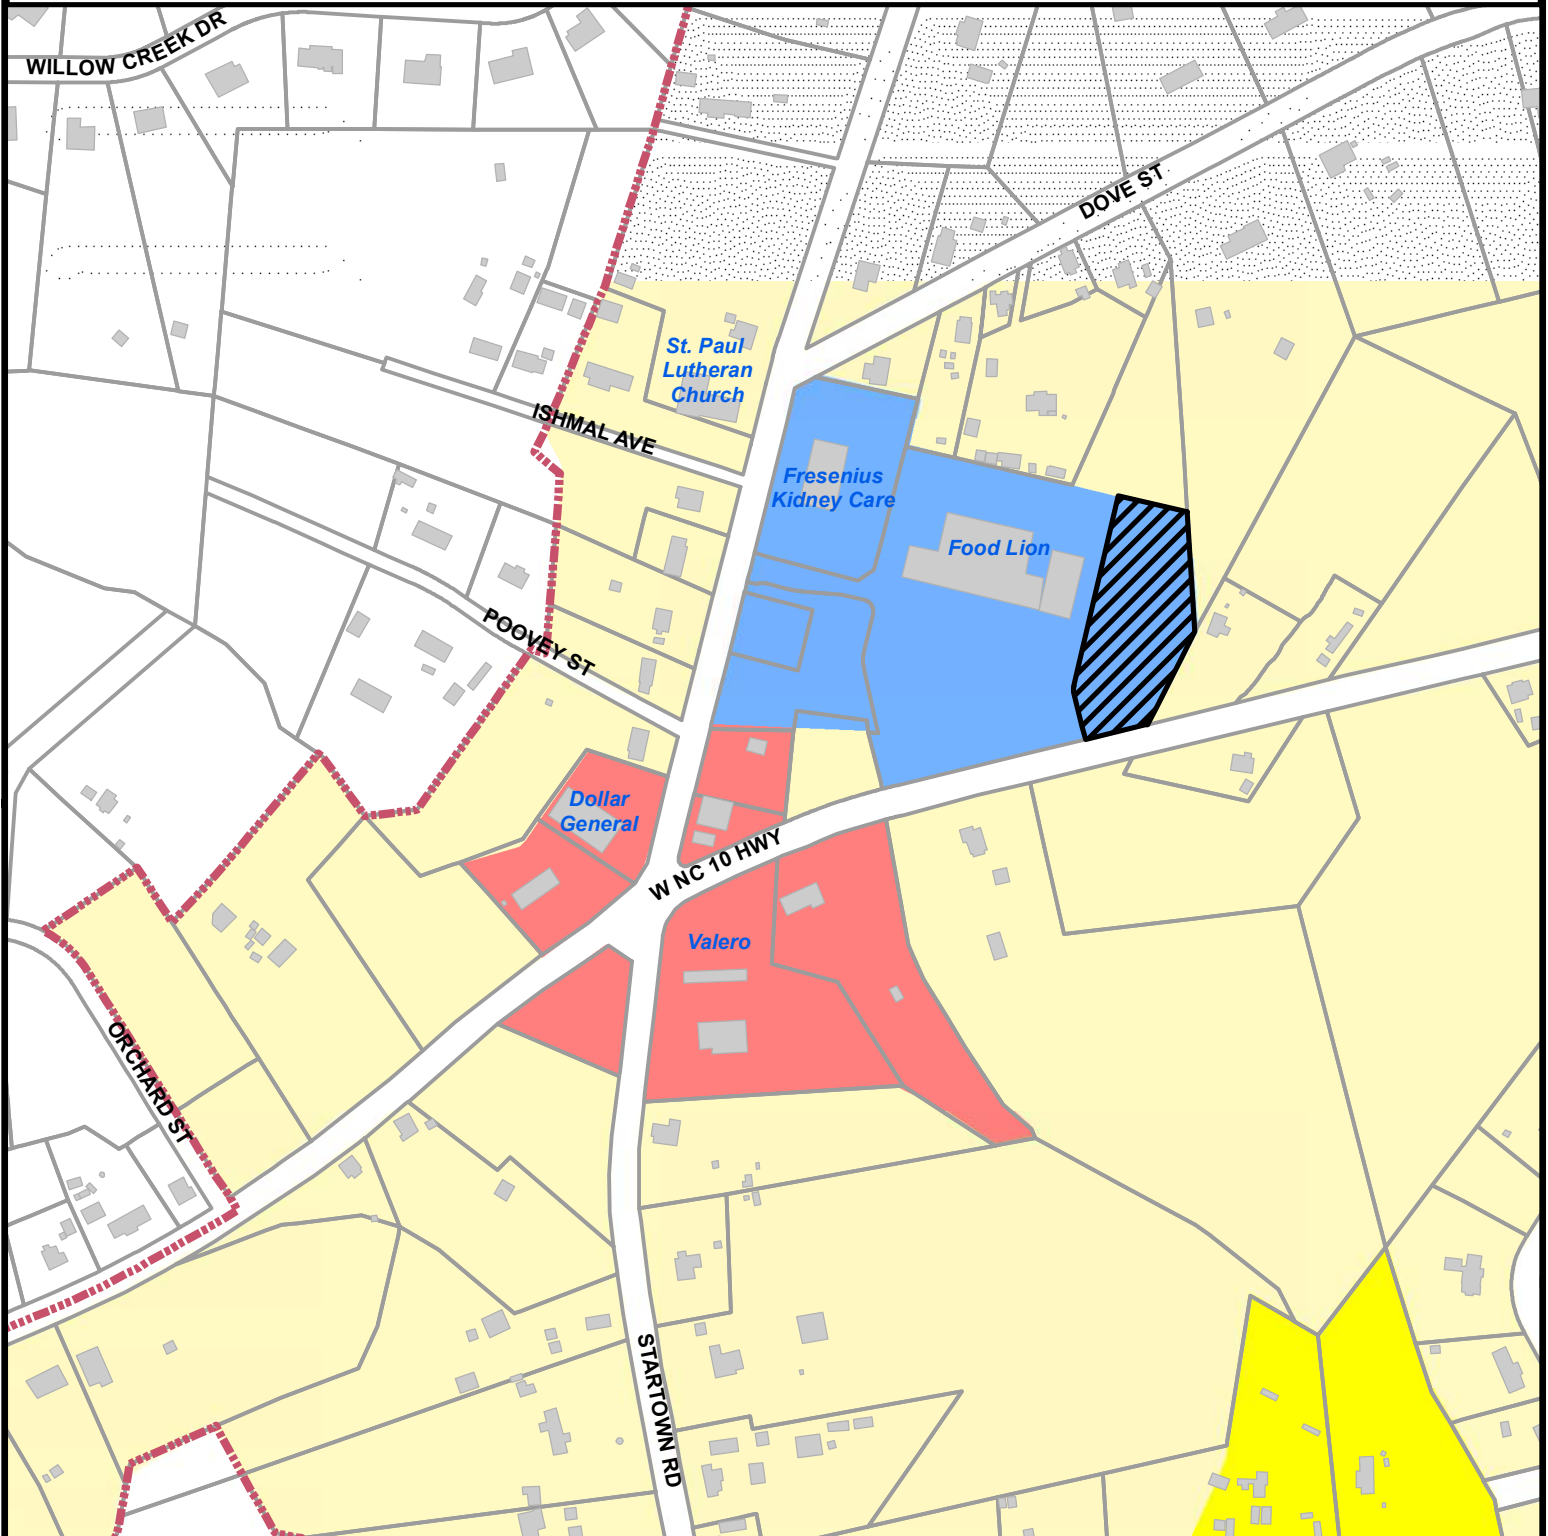 WILLOW CREEK DR
DOVE ST
St. Paul
Lutheran
Church
ISHMAL AVE
Fresenius
Kidney Care
Food Lion
POOVEY ST
Dollar
General
W NC 10 HWY
Valero
ORCHARD ST
STARTOWN RD